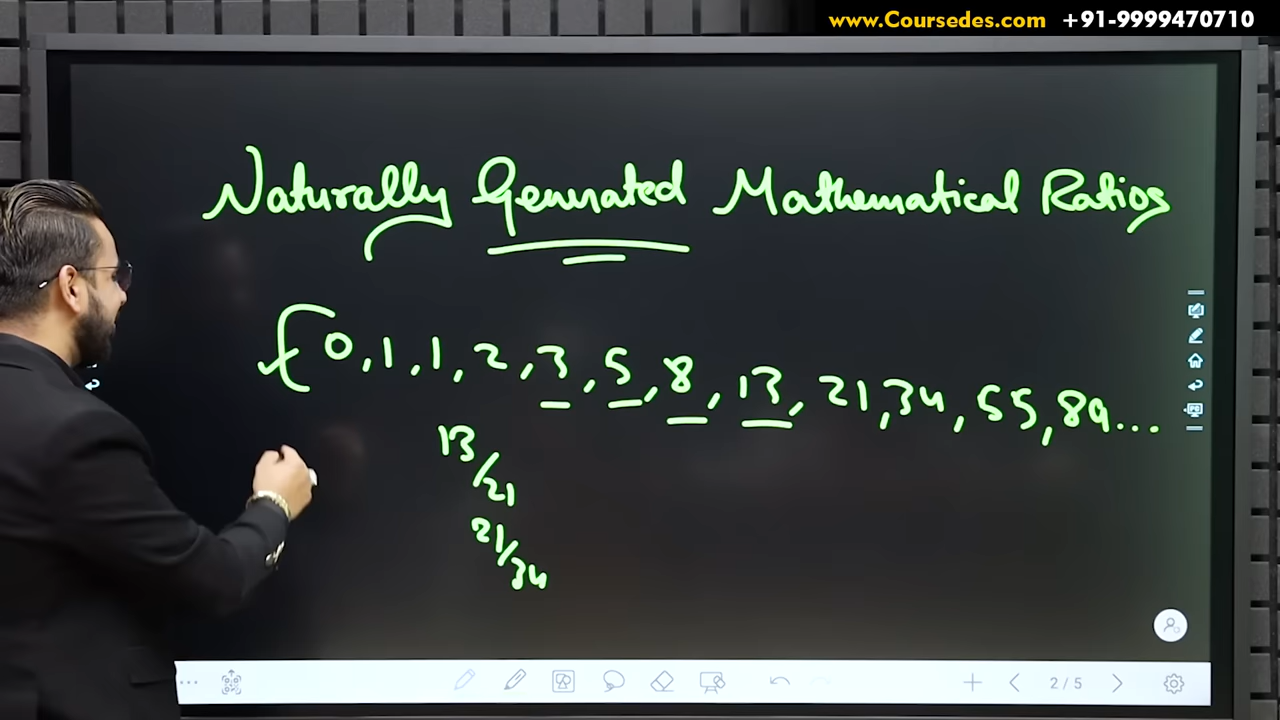 www.Coursedes.com +91-9999470710
Naturally Generated Mathematical Ratios
{0, 1, 1, 2, 3, 5, 8, 13, 21, 34, 55, 89...
13/21
21/34
2/5